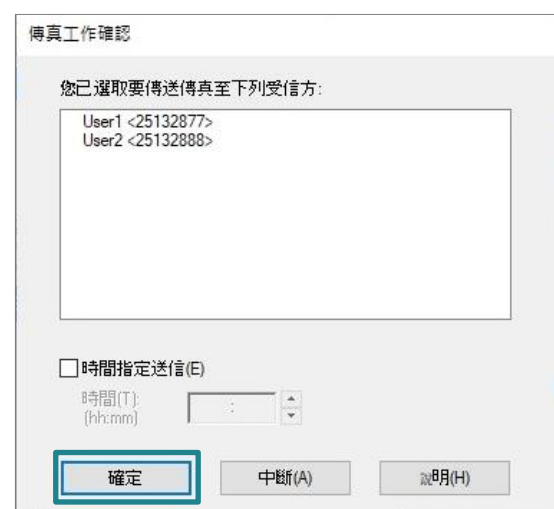 傳真工作確認
您已選取要傳送傳真至下列受信方:
User1 <25132877>
User2 <25132888>
時間指定送信(E)
時間(T):
(hh:mm)
:
確定 中斷(A) 說明(H)